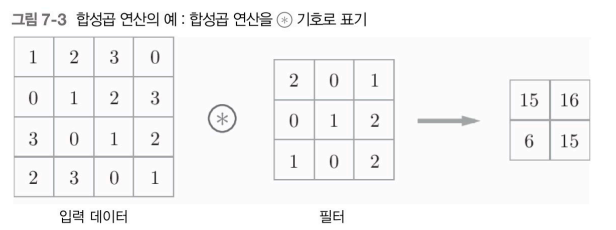 그림 7-3 합성곱 연산의 예 : 합성곱 연산을 ⊛ 기호로 표기
1 2 3 0
0 1 2 3
3 0 1 2
2 3 0 1
⊛
2 0 1
0 1 2
1 0 2
15 16
6 15
입력 데이터
필터